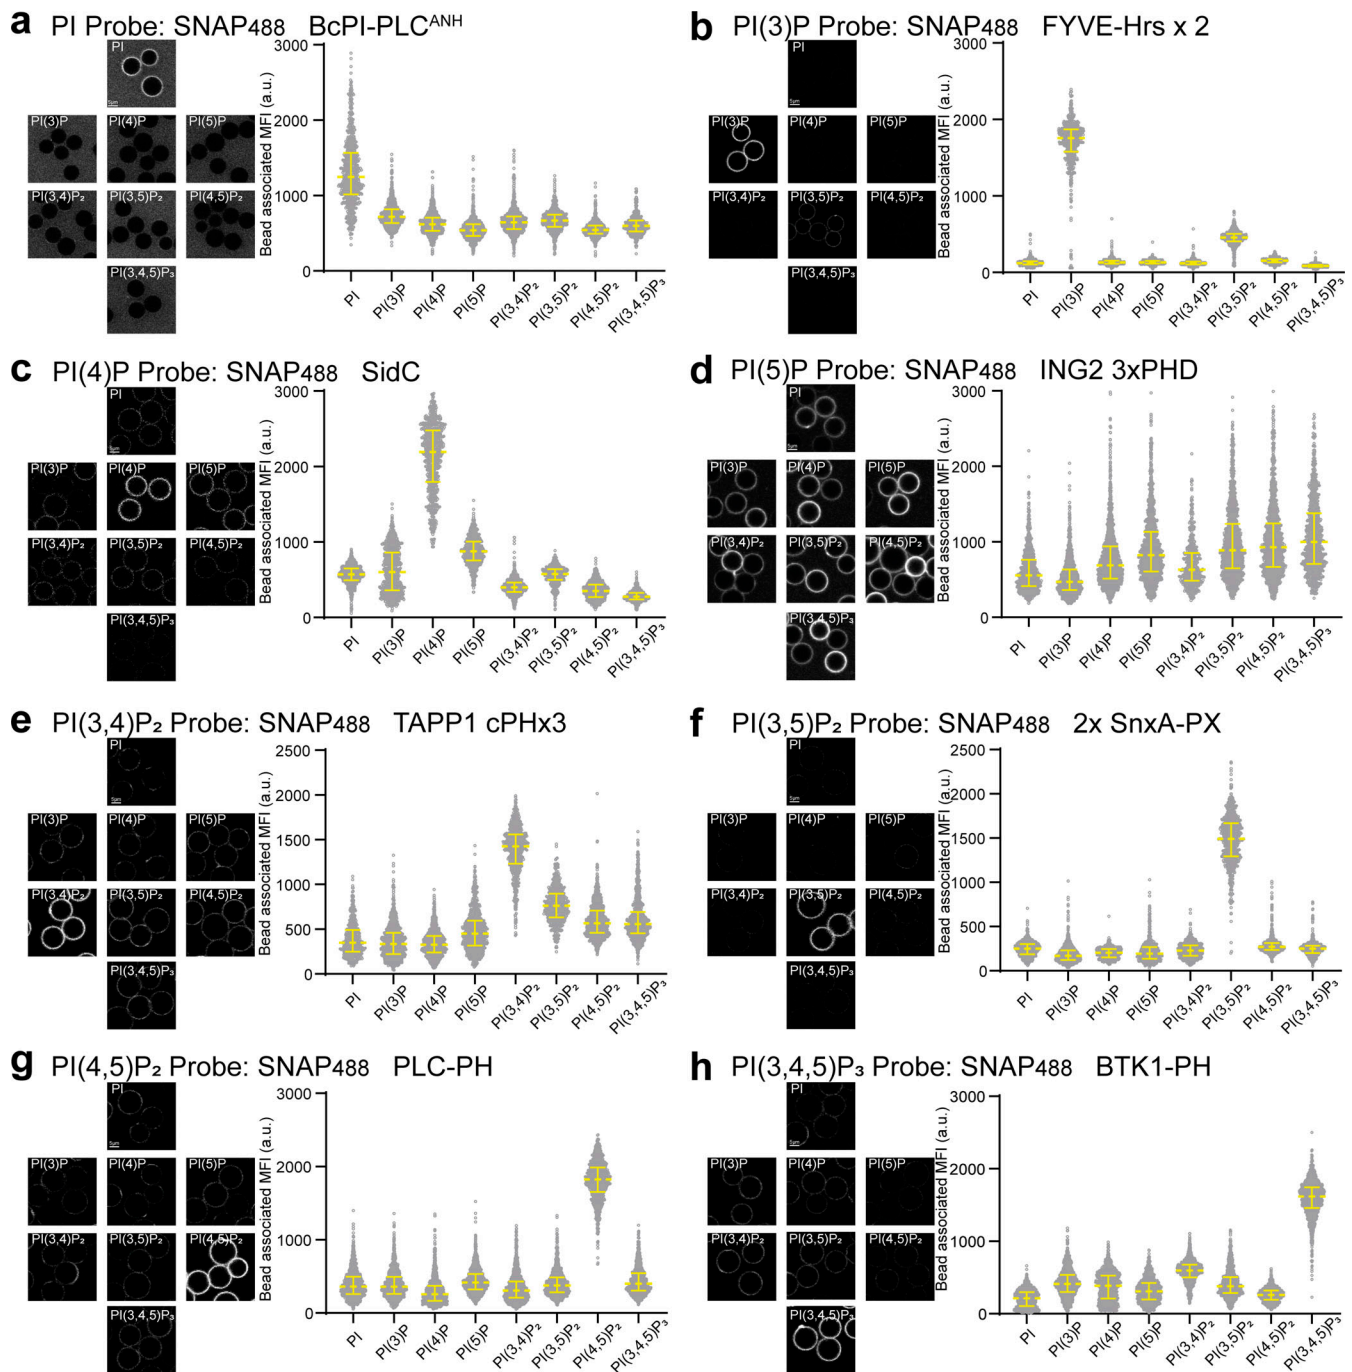 a PI Probe: SNAP488 BcPI-PLCᴬᴺᴴ
PI
5µm
PI(3)P PI(4)P PI(5)P
PI(3,4)P₂ PI(3,5)P₂ PI(4,5)P₂
PI(3,4,5)P₃
Bead associated MFI (a.u.)
3000
2000
1000
0
PI PI(3)P PI(4)P PI(5)P PI(3,4)P₂ PI(3,5)P₂ PI(4,5)P₂ PI(3,4,5)P₃
b PI(3)P Probe: SNAP488 FYVE-Hrs x 2
PI
5µm
PI(3)P PI(4)P PI(5)P
PI(3,4)P₂ PI(3,5)P₂ PI(4,5)P₂
PI(3,4,5)P₃
Bead associated MFI (a.u.)
3000
2000
1000
0
PI PI(3)P PI(4)P PI(5)P PI(3,4)P₂ PI(3,5)P₂ PI(4,5)P₂ PI(3,4,5)P₃
c PI(4)P Probe: SNAP488 SidC
PI
5µm
PI(3)P PI(4)P PI(5)P
PI(3,4)P₂ PI(3,5)P₂ PI(4,5)P₂
PI(3,4,5)P₃
Bead associated MFI (a.u.)
3000
2000
1000
0
PI PI(3)P PI(4)P PI(5)P PI(3,4)P₂ PI(3,5)P₂ PI(4,5)P₂ PI(3,4,5)P₃
d PI(5)P Probe: SNAP488 ING2 3xPHD
PI
5µm
PI(3)P PI(4)P PI(5)P
PI(3,4)P₂ PI(3,5)P₂ PI(4,5)P₂
PI(3,4,5)P₃
Bead associated MFI (a.u.)
3000
2000
1000
0
PI PI(3)P PI(4)P PI(5)P PI(3,4)P₂ PI(3,5)P₂ PI(4,5)P₂ PI(3,4,5)P₃
e PI(3,4)P₂ Probe: SNAP488 TAPP1 cPHx3
PI
5µm
PI(3)P PI(4)P PI(5)P
PI(3,4)P₂ PI(3,5)P₂ PI(4,5)P₂
PI(3,4,5)P₃
Bead associated MFI (a.u.)
2500
2000
1500
1000
500
0
PI PI(3)P PI(4)P PI(5)P PI(3,4)P₂ PI(3,5)P₂ PI(4,5)P₂ PI(3,4,5)P₃
f PI(3,5)P₂ Probe: SNAP488 2x SnxA-PX
PI
5µm
PI(3)P PI(4)P PI(5)P
PI(3,4)P₂ PI(3,5)P₂ PI(4,5)P₂
PI(3,4,5)P₃
Bead associated MFI (a.u.)
2500
2000
1500
1000
500
0
PI PI(3)P PI(4)P PI(5)P PI(3,4)P₂ PI(3,5)P₂ PI(4,5)P₂ PI(3,4,5)P₃
g PI(4,5)P₂ Probe: SNAP488 PLC-PH
PI
5µm
PI(3)P PI(4)P PI(5)P
PI(3,4)P₂ PI(3,5)P₂ PI(4,5)P₂
PI(3,4,5)P₃
Bead associated MFI (a.u.)
3000
2000
1000
0
PI PI(3)P PI(4)P PI(5)P PI(3,4)P₂ PI(3,5)P₂ PI(4,5)P₂ PI(3,4,5)P₃
h PI(3,4,5)P₃ Probe: SNAP488 BTK1-PH
PI
5µm
PI(3)P PI(4)P PI(5)P
PI(3,4)P₂ PI(3,5)P₂ PI(4,5)P₂
PI(3,4,5)P₃
Bead associated MFI (a.u.)
3000
2500
2000
1500
1000
500
0
PI PI(3)P PI(4)P PI(5)P PI(3,4)P₂ PI(3,5)P₂ PI(4,5)P₂ PI(3,4,5)P₃